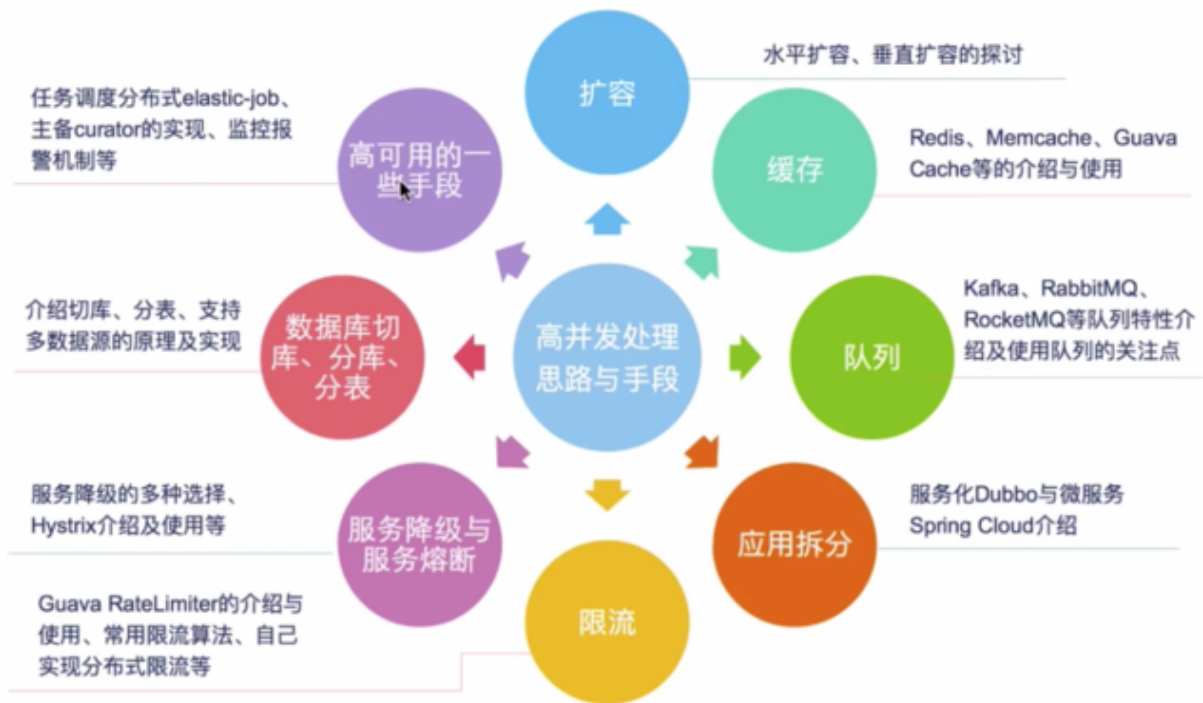 扩容
水平扩容、垂直扩容的探讨
缓存
Redis、Memcache、Guava
Cache等的介绍与使用
队列
Kafka、RabbitMQ、
RocketMQ等队列特性介
绍及使用队列的关注点
应用拆分
服务化Dubbo与微服务
Spring Cloud介绍
限流
Guava RateLimiter的介绍与
使用、常用限流算法、自己
实现分布式限流等
服务降级与
服务熔断
服务降级的多种选择、
Hystrix介绍及使用等
数据库切
库、分库、
分表
介绍切库、分表、支持
多数据源的原理及实现
高可用的一
些手段
任务调度分布式elastic-job、
主备curator的实现、监控报
警机制等
高并发处理
思路与手段